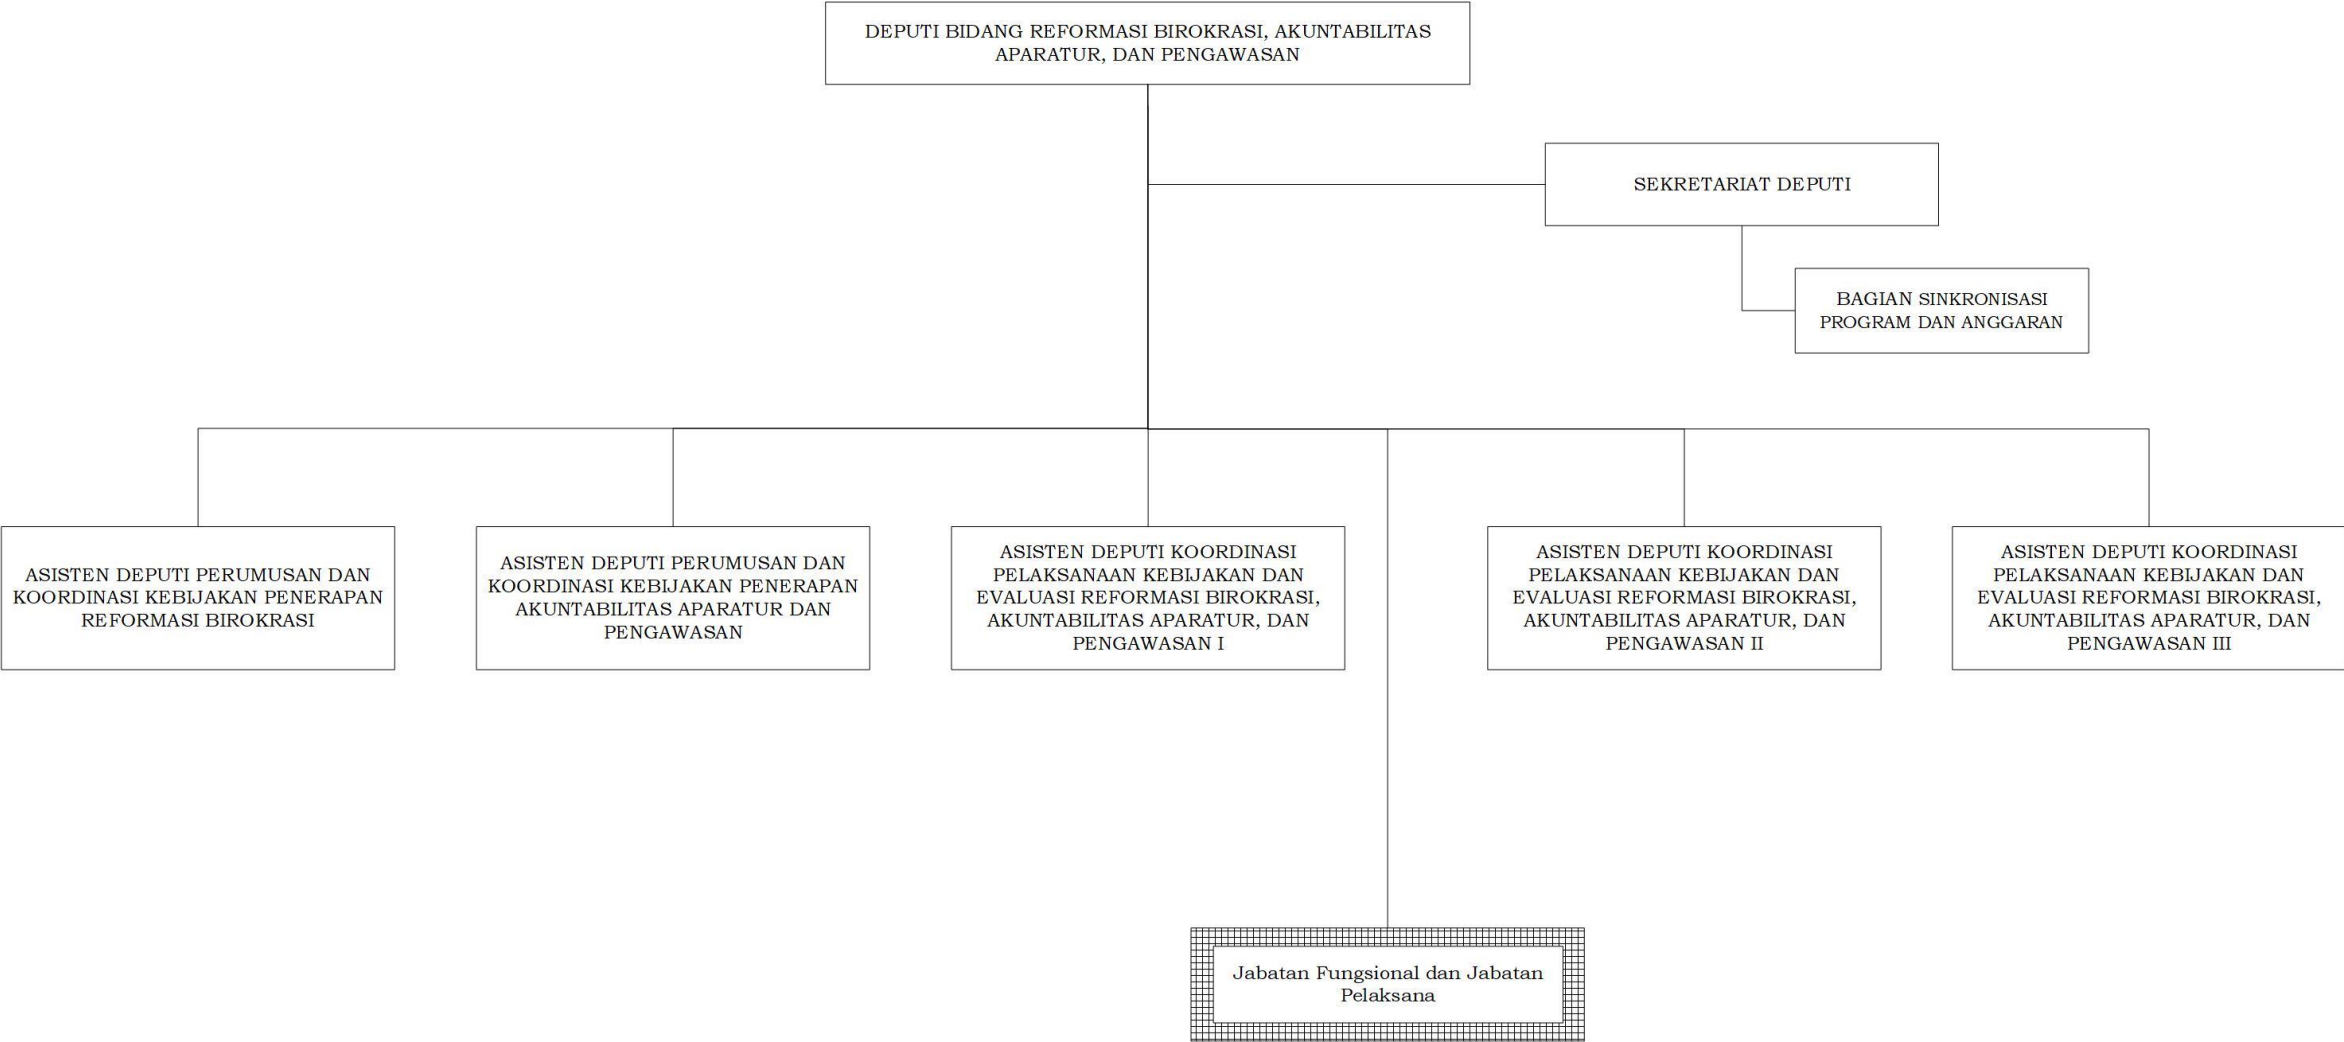 DEPUTI BIDANG REFORMASI BIROKRASI, AKUNTABILITAS
APARATUR, DAN PENGAWASAN
SEKRETARIAT DEPUTI
BAGIAN SINKRONISASI
PROGRAM DAN ANGGARAN
ASISTEN DEPUTI PERUMUSAN DAN
KOORDINASI KEBIJAKAN PENERAPAN
REFORMASI BIROKRASI
ASISTEN DEPUTI PERUMUSAN DAN
KOORDINASI KEBIJAKAN PENERAPAN
AKUNTABILITAS APARATUR DAN
PENGAWASAN
ASISTEN DEPUTI KOORDINASI
PELAKSANAAN KEBIJAKAN DAN
EVALUASI REFORMASI BIROKRASI,
AKUNTABILITAS APARATUR, DAN
PENGAWASAN I
ASISTEN DEPUTI KOORDINASI
PELAKSANAAN KEBIJAKAN DAN
EVALUASI REFORMASI BIROKRASI,
AKUNTABILITAS APARATUR, DAN
PENGAWASAN II
ASISTEN DEPUTI KOORDINASI
PELAKSANAAN KEBIJAKAN DAN
EVALUASI REFORMASI BIROKRASI,
AKUNTABILITAS APARATUR, DAN
PENGAWASAN III
Jabatan Fungsional dan Jabatan
Pelaksana